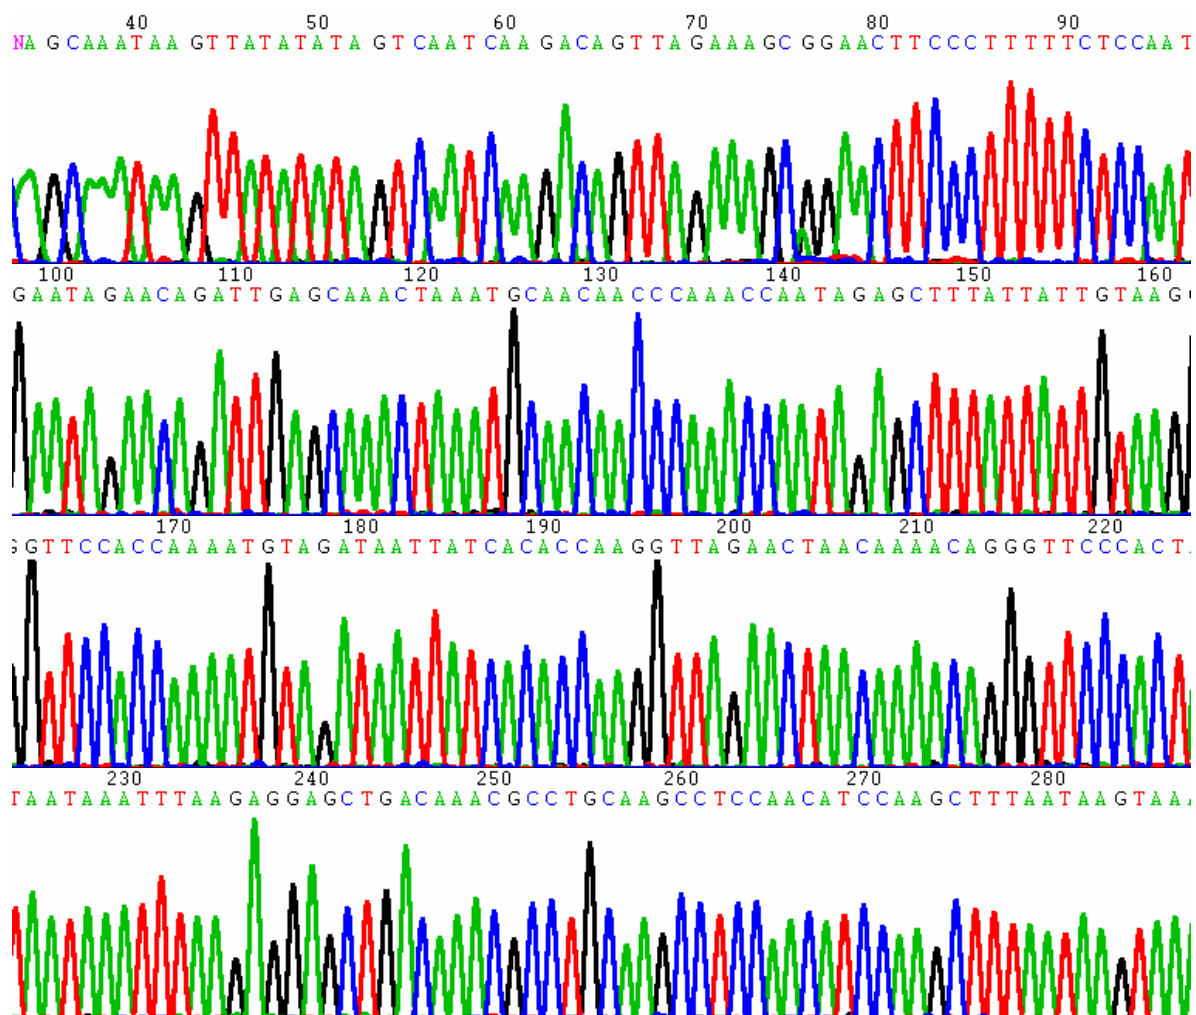 40 50 60 70 80 90
NAGCAAATAAGTTATATATAGTCAATCAAGACAGTTAGAAAGCGGAACTTCCCTTTTTCTCCAAT
100 110 120 130 140 150 160
GAATAGAACAGATTGAGCAAACTAAATGCAACAACCCAAACCAATAGAGCTTTATTATTGTAAG
170 180 190 200 210 220
GGTTCCACCAAAATGTAGATAATTATCACACCAAGGTTAGAACTAACAAAACAGGGTTCCCACT
230 240 250 260 270 280
TAATAAATTTAAGAGGAGCTGACAAACGCCTGCAAGCCTCCAACATCCAAGCTTTAATAAGTAAA